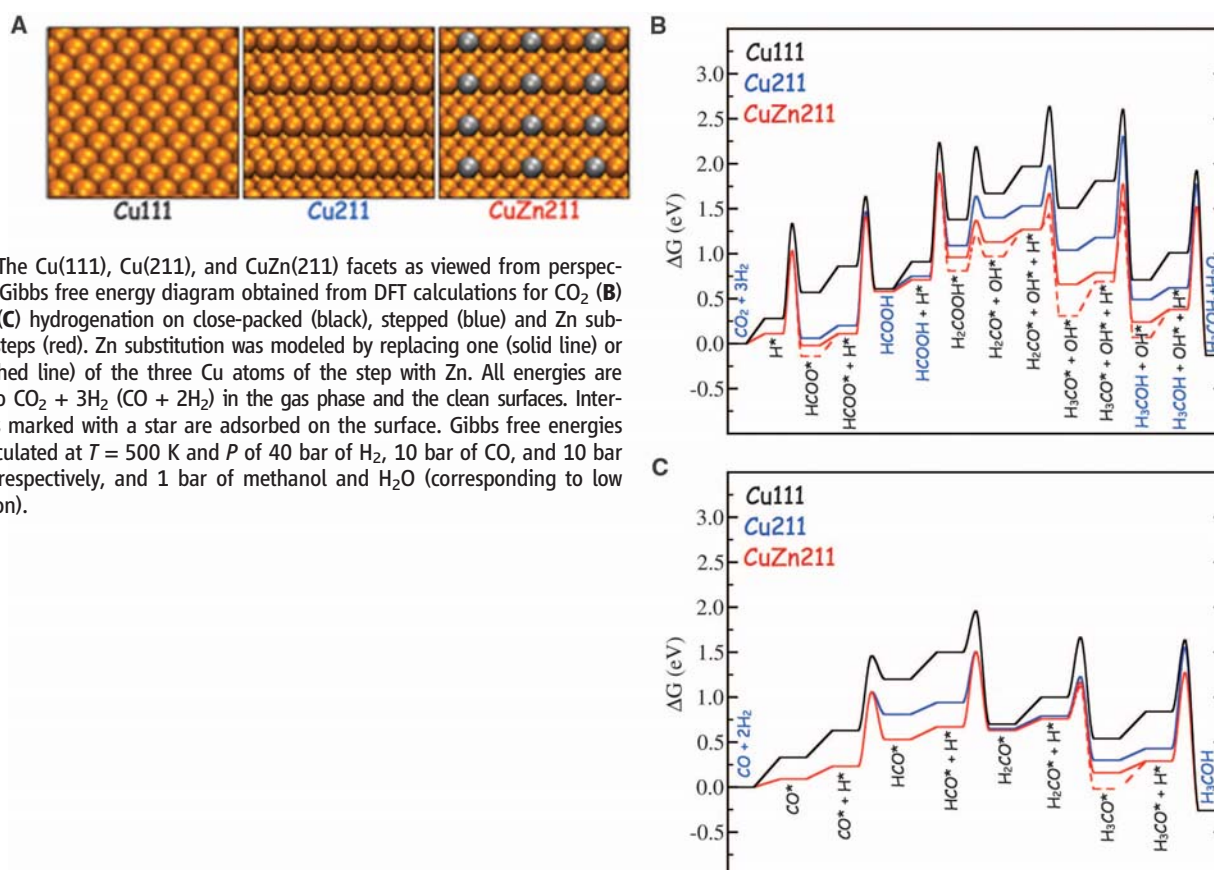 A
Cu111
Cu211
CuZn211
The Cu(111), Cu(211), and CuZn(211) facets as viewed from perspec-
Gibbs free energy diagram obtained from DFT calculations for CO₂ (B)
(C) hydrogenation on close-packed (black), stepped (blue) and Zn sub-
teps (red). Zn substitution was modeled by replacing one (solid line) or
hed line) of the three Cu atoms of the step with Zn. All energies are
o CO₂ + 3H₂ (CO + 2H₂) in the gas phase and the clean surfaces. Inter-
marked with a star are adsorbed on the surface. Gibbs free energies
culated at T = 500 K and P of 40 bar of H₂, 10 bar of CO, and 10 bar
respectively, and 1 bar of methanol and H₂O (corresponding to low
on).
B
Cu111
Cu211
CuZn211
3.0
2.5
2.0
1.5
1.0
0.5
0.0
-0.5
ΔG (eV)
CO₂ + 3H₂
H*
HCOO*
HCOO* + H*
HCOOH
HCOOH + H*
H₂COOH*
H₂CO* + OH*
H₂CO* + OH* + H*
H₃CO* + OH*
H₃CO* + OH* + H*
H₃COH + OH*
H₃COH + OH* + H*
H₃COH + H₂O
C
Cu111
Cu211
CuZn211
3.0
2.5
2.0
1.5
1.0
0.5
0.0
-0.5
ΔG (eV)
CO + 2H₂
CO*
CO* + H*
HCO*
HCO* + H*
H₂CO*
H₂CO* + H*
H₃CO*
H₃CO* + H*
H₃COH